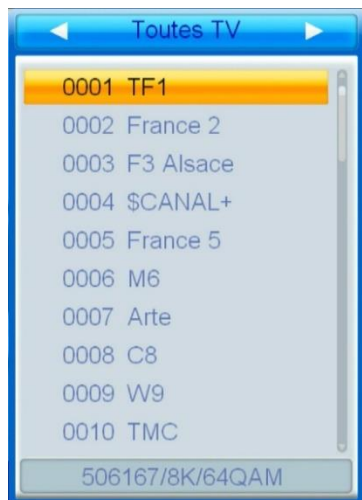 Toutes TV
0001 TF1
0002 France 2
0003 F3 Alsace
0004 $CANAL+
0005 France 5
0006 M6
0007 Arte
0008 C8
0009 W9
0010 TMC
506167/8K/64QAM